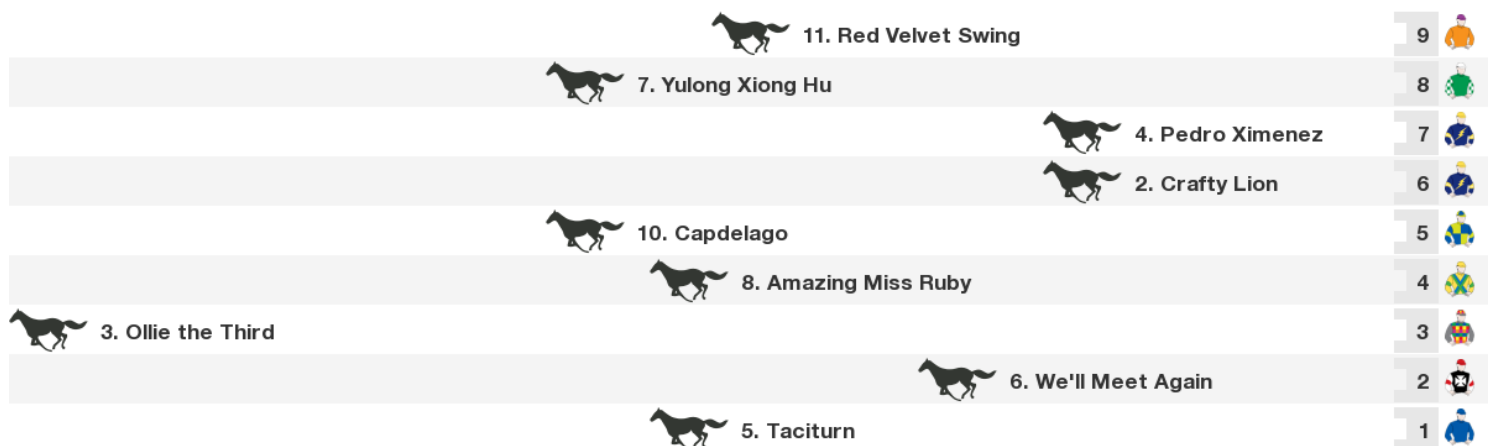 11. Red Velvet Swing 9
7. Yulong Xiong Hu 8
4. Pedro Ximenez 7
2. Crafty Lion 6
10. Capdelago 5
8. Amazing Miss Ruby 4
3. Ollie the Third 3
6. We'll Meet Again 2
5. Taciturn 1